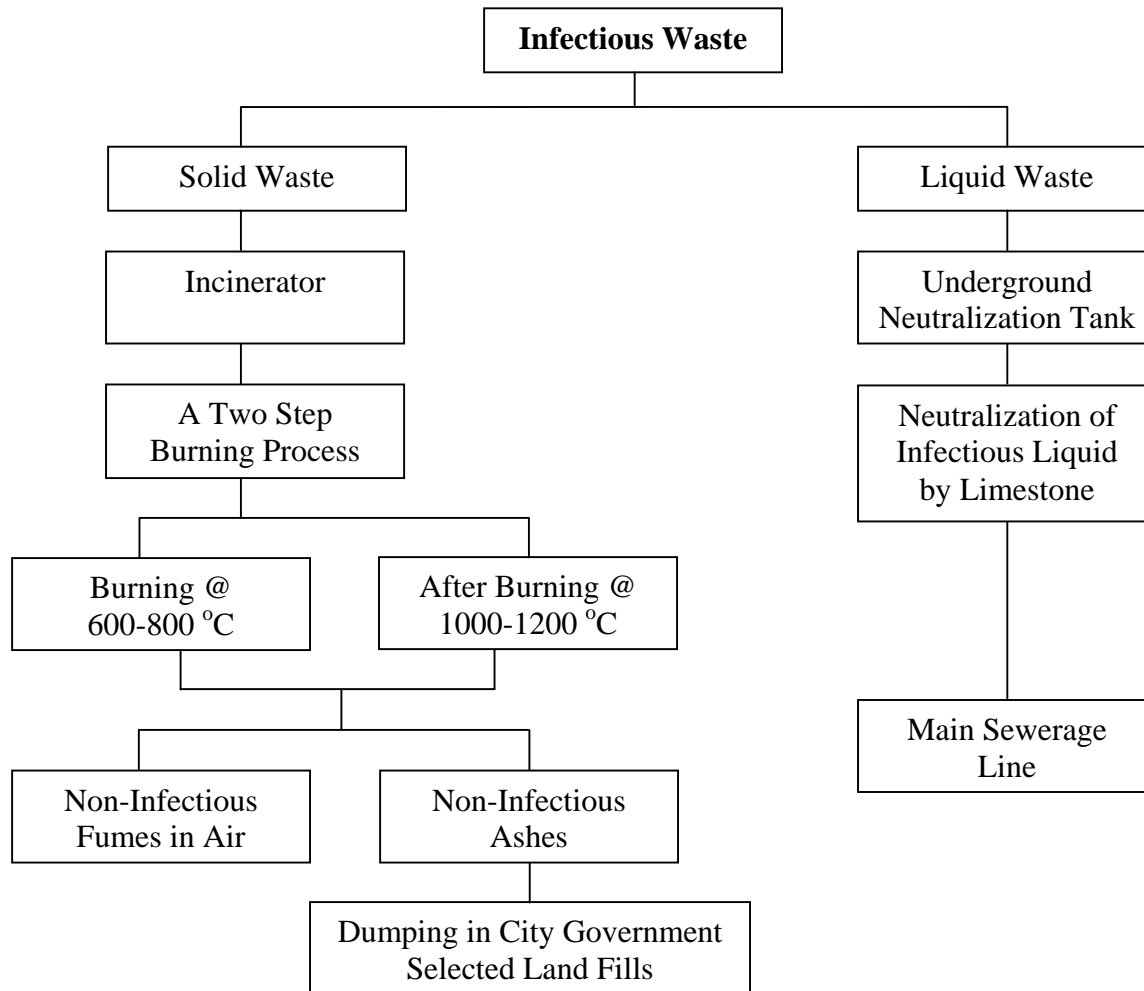 Infectious Waste
Solid Waste
Liquid Waste
Incinerator
Underground
Neutralization Tank
A Two Step
Burning Process
Neutralization of
Infectious Liquid
by Limestone
Burning @
600-800 °C
After Burning @
1000-1200 °C
Main Sewerage
Line
Non-Infectious
Fumes in Air
Non-Infectious
Ashes
Dumping in City Government
Selected Land Fills